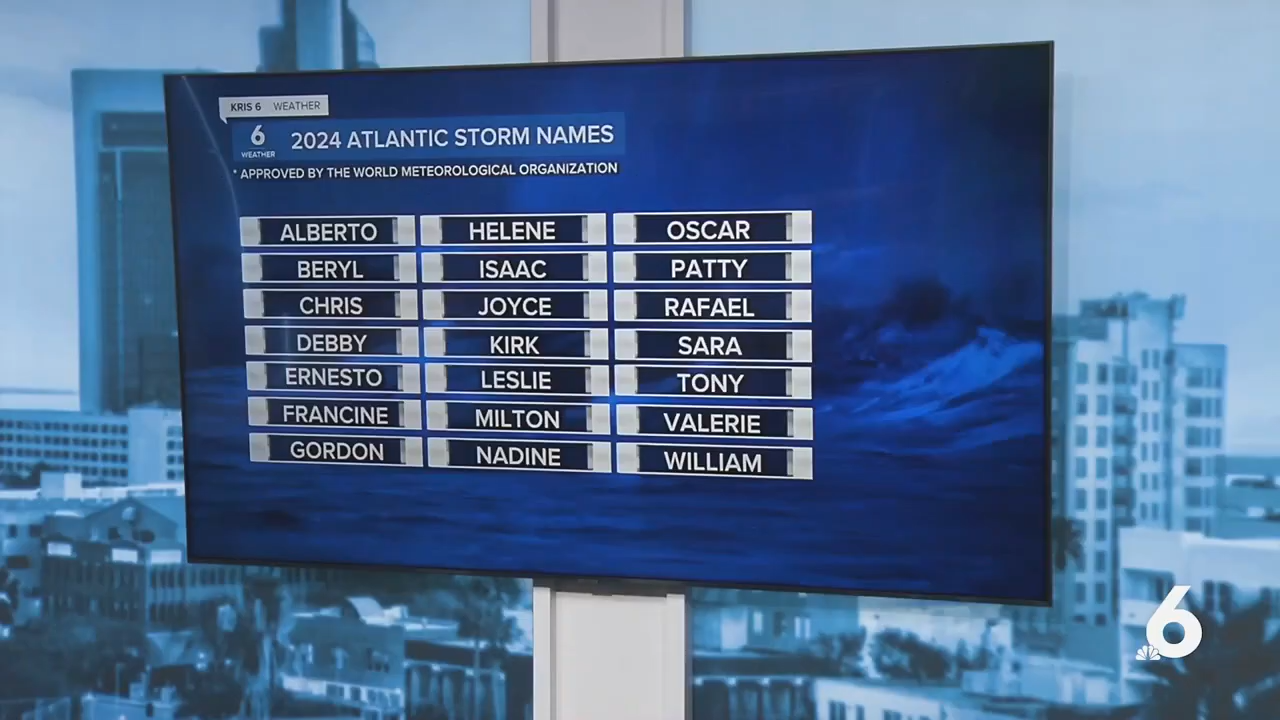 KRIS 6 WEATHER
6
WEATHER
2024 ATLANTIC STORM NAMES
* APPROVED BY THE WORLD METEOROLOGICAL ORGANIZATION
ALBERTO
BERYL
CHRIS
DEBBY
ERNESTO
FRANCINE
GORDON
HELENE
ISAAC
JOYCE
KIRK
LESLIE
MILTON
NADINE
OSCAR
PATTY
RAFAEL
SARA
TONY
VALERIE
WILLIAM
6